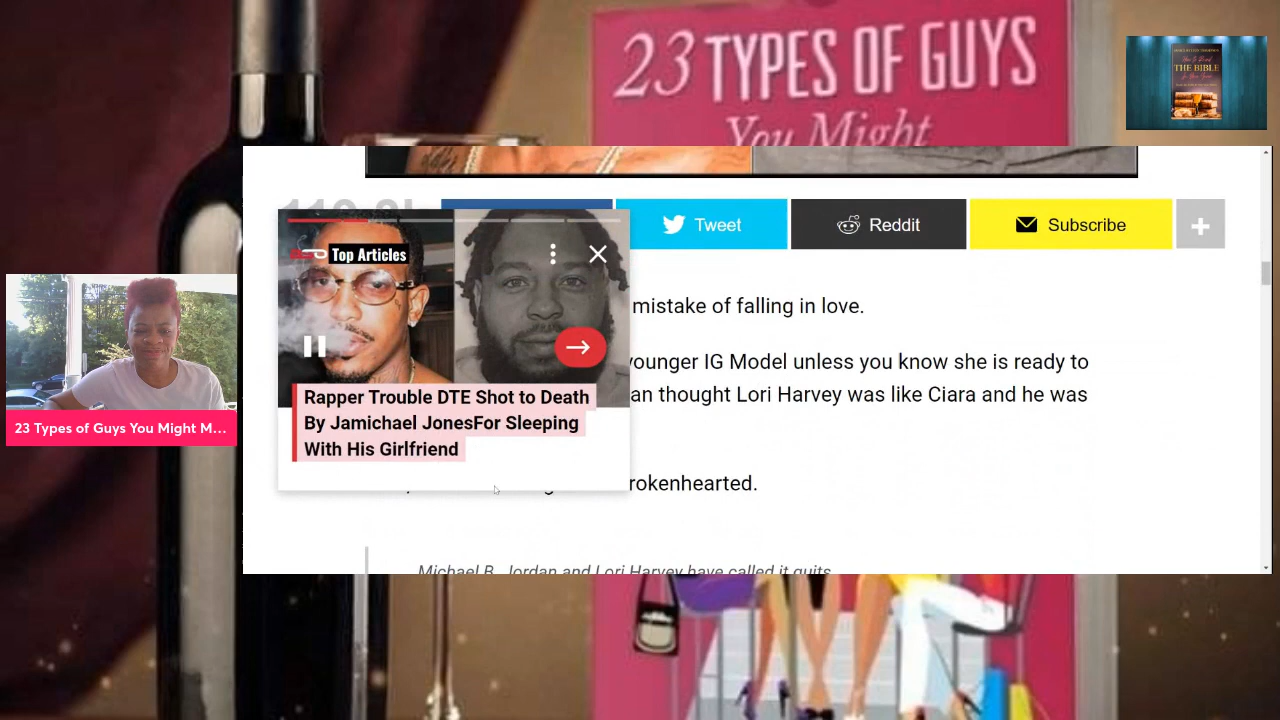 23 TYPES OF GUYS
You Might
THE BIBLE
Tweet
Reddit
Subscribe
Top Articles
mistake of falling in love.
younger IG Model unless you know she is ready to
an thought Lori Harvey was like Ciara and he was
Rapper Trouble DTE Shot to Death
By Jamichael JonesFor Sleeping
With His Girlfriend
23 Types of Guys You Might M...
rokenhearted.
Michael B. Jordan and Lori Harvey have called it quits